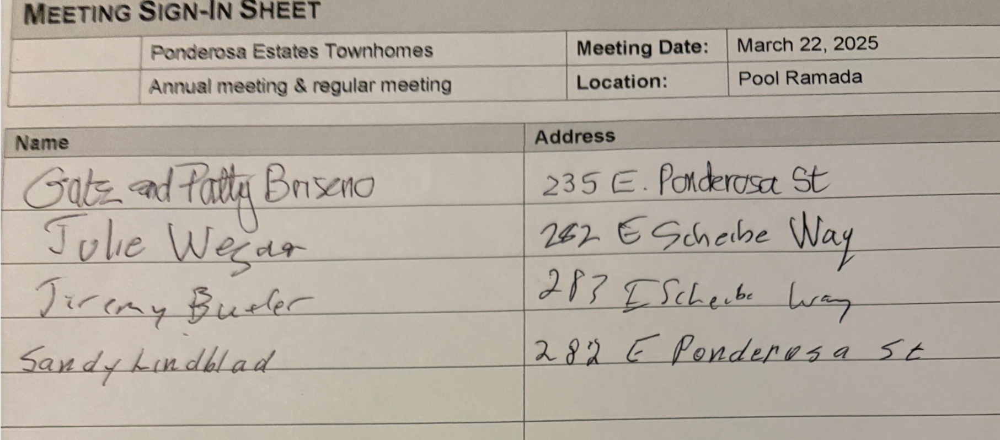 MEETING SIGN-IN SHEET
Ponderosa Estates Townhomes Meeting Date: March 22, 2025
Annual meeting & regular meeting Location: Pool Ramada
Name Address
and Patty Briseno 235 E. Ponderosa St
Julie 262 E Scheibe Way
Jeremy Butler 283 E Scheibe Way
Sandy Lindblad 282 E Ponderosa St